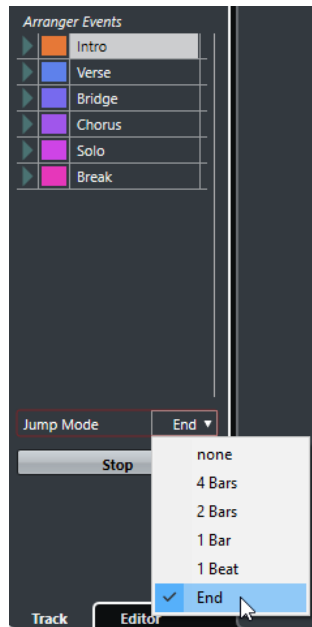 Arranger Events
Intro
Verse
Bridge
Chorus
Solo
Break
Jump Mode End
Stop
none
4 Bars
2 Bars
1 Bar
1 Beat
End
Track Editor